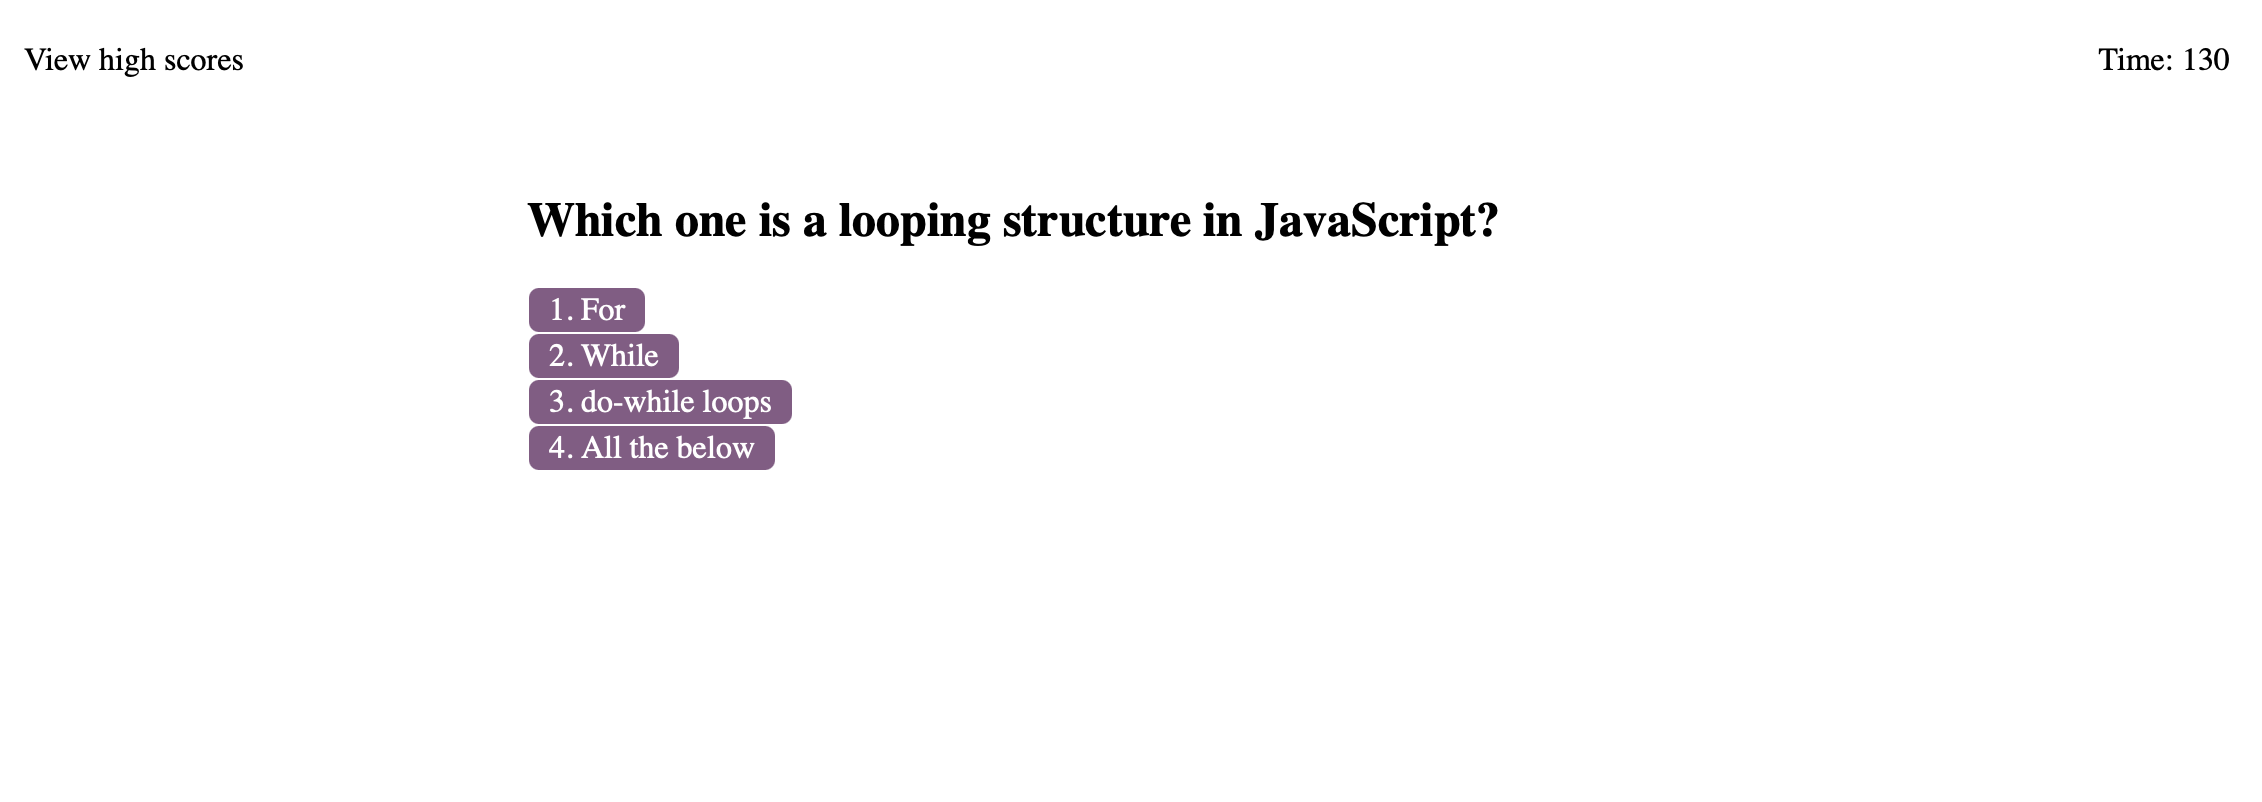 View high scores
Time: 130
Which one is a looping structure in JavaScript?
1. For
2. While
3. do-while loops
4. All the below